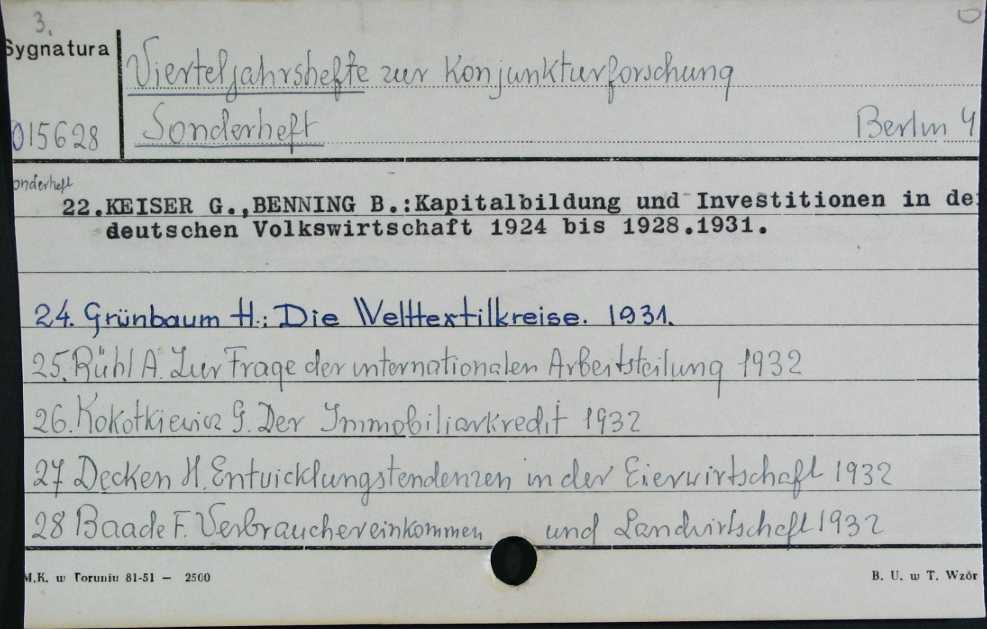 3.
Sygnatura
Vierteljahrshefte zur Konjunkturforschung
015628
Sonderheft
Berlin 4
onderheft
22.KEISER G.,BENNING B.:Kapitalbildung und Investitionen in der
deutschen Volkswirtschaft 1924 bis 1928.1931.
24. Grünbaum H.: Die Welttextilkreise. 1931.
25. Rühl A. Zur Frage der internationalen Arbeitsteilung 1932
26. Kokotkiewicz G. Der Immobiliarkredit 1932
27 Decken H. Entwicklungstendenzen in der Eierwirtschaft 1932
28 Baade F. Verbrauchereinkommen und Landwirtschaft 1932
M.K. w Toruniu 81-51 — 2500
B. U. w T. Wzór